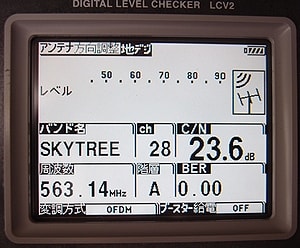 DIGITAL LEVEL CHECKER LCV2
アンテナ方向調整 地デジ
. 50 . 60 . 70 . 80 . 90
レベル
バンド名 ch C/N
SKYTREE 28 23.6dB
周波数 階層 BER
563.14MHz A 0.00
変調方式 OFDM ブースター給電 OFF